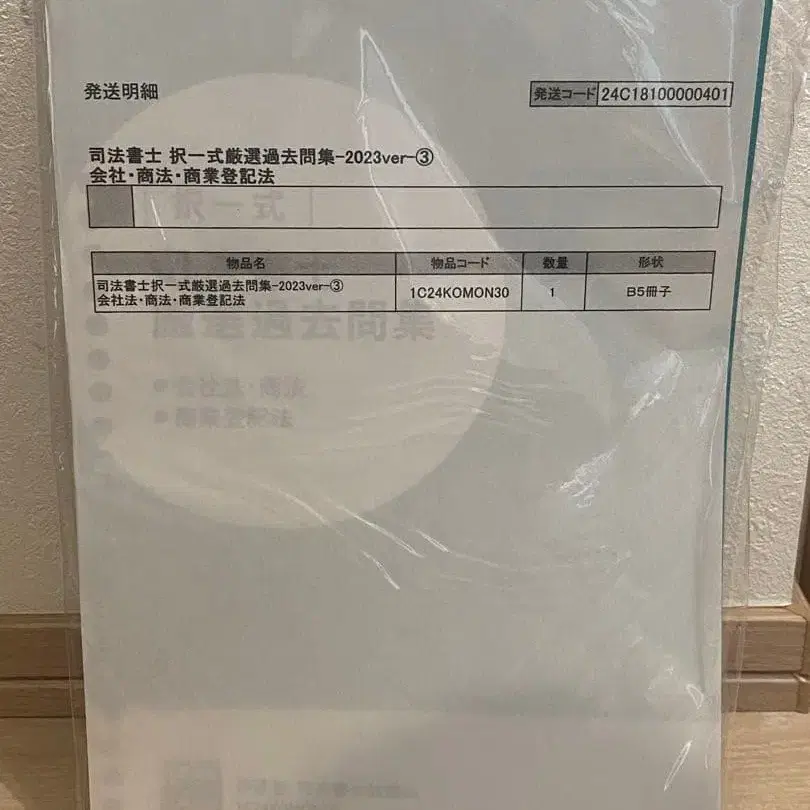 発送明細
発送コード 24C18100000401
司法書士 択一式厳選過去問集-2023ver-③
会社・商法・商業登記法
択一式
物品名 物品コード 数量 形状
司法書士択一式厳選過去問集-2023ver-③
会社法・商法・商業登記法
1C24KOMON30 1 B5冊子
厳選過去問集
●会社法・商法
●商業登記法